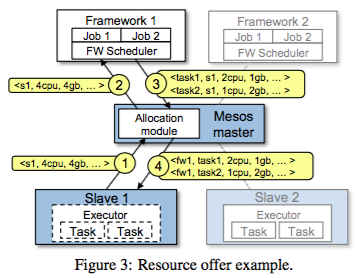 Framework 1
Job 1 Job 2
FW Scheduler
Framework 2
Job 1 Job 2
FW Scheduler
<s1, 4cpu, 4gb, ... >
2
3
<task1, s1, 2cpu, 1gb, ... >
<task2, s1, 1cpu, 2gb, ... >
Allocation
module
Mesos
master
<s1, 4cpu, 4gb, ... >
1
4
<fw1, task1, 2cpu, 1gb, ... >
<fw1, task2, 1cpu, 2gb, ... >
Slave 1
Executor
Task Task
Slave 2
Executor
Task Task
Figure 3: Resource offer example.